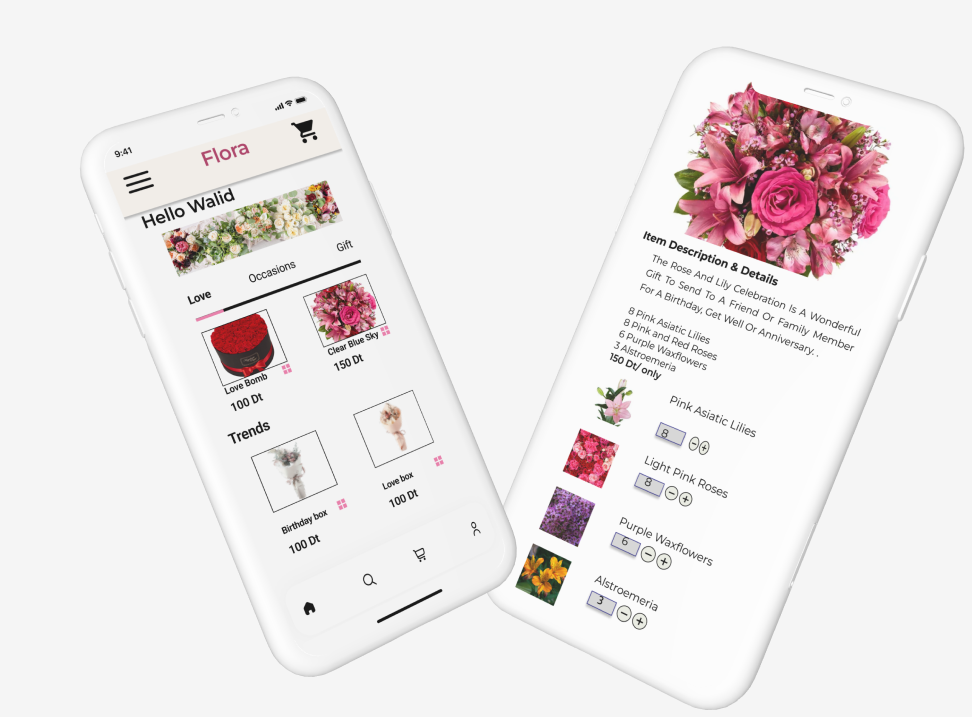 9:41
Flora
Hello Walid
Love
Occasions
Gift
Love Bomb
100 Dt
Clear Blue Sky
150 Dt
Trends
Birthday box
100 Dt
Love box
100 Dt
Item Description & Details
The Rose And Lily Celebration Is A Wonderful
Gift To Send To A Friend Or Family Member
For A Birthday, Get Well Or Anniversary. .
8 Pink Asiatic Lilies
8 Pink and Red Roses
6 Purple Waxflowers
3 Alstroemeria
150 Dt/ only
Pink Asiatic Lilies
8
Light Pink Roses
8
Purple Waxflowers
6
Alstroemeria
3